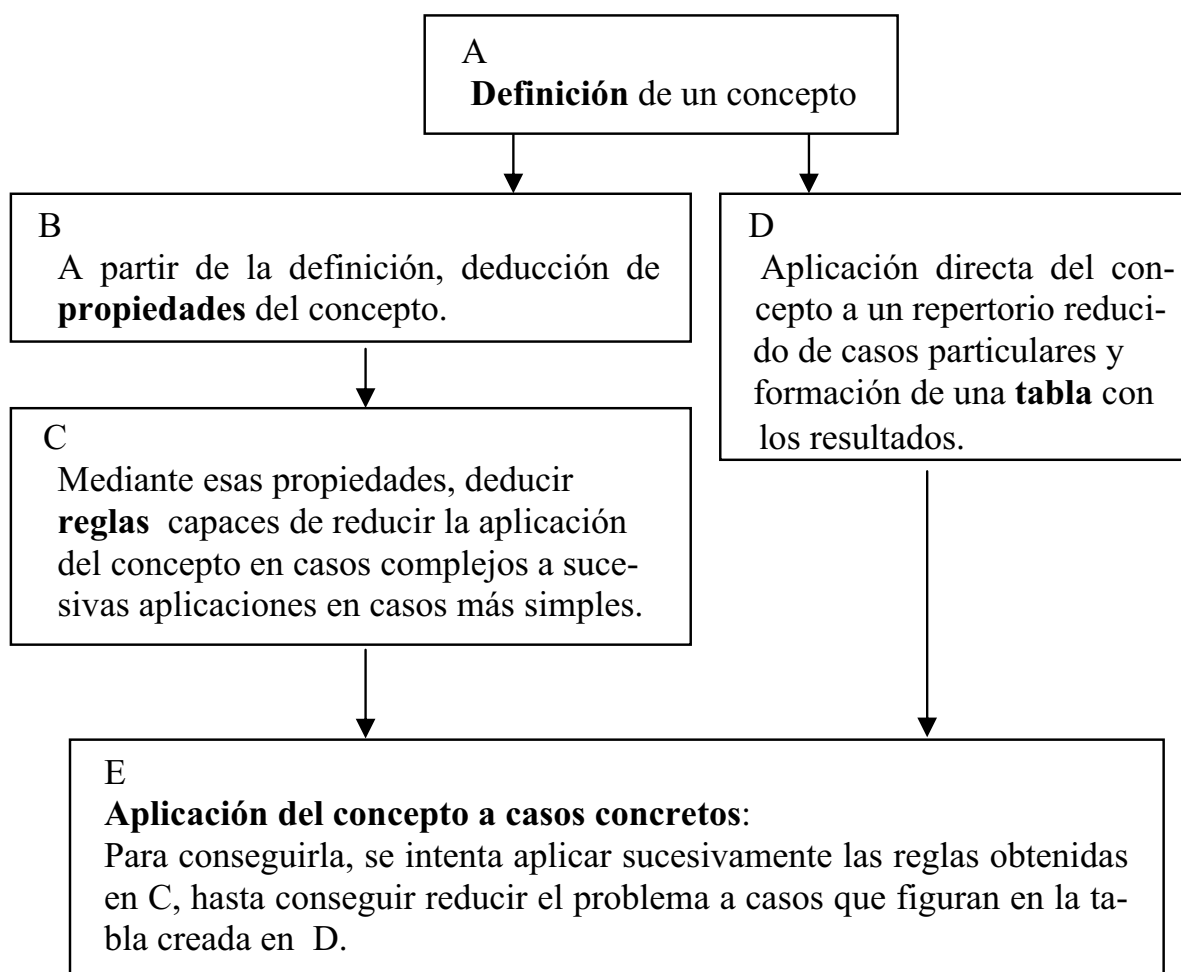 A
Definición de un concepto
B
A partir de la definición, deducción de
propiedades del concepto.
D
Aplicación directa del con-
cepto a un repertorio reduci-
do de casos particulares y
formación de una tabla con
los resultados.
C
Mediante esas propiedades, deducir
reglas capaces de reducir la aplicación
del concepto en casos complejos a suce-
sivas aplicaciones en casos más simples.
E
Aplicación del concepto a casos concretos:
Para conseguirla, se intenta aplicar sucesivamente las reglas obtenidas
en C, hasta conseguir reducir el problema a casos que figuran en la ta-
bla creada en D.